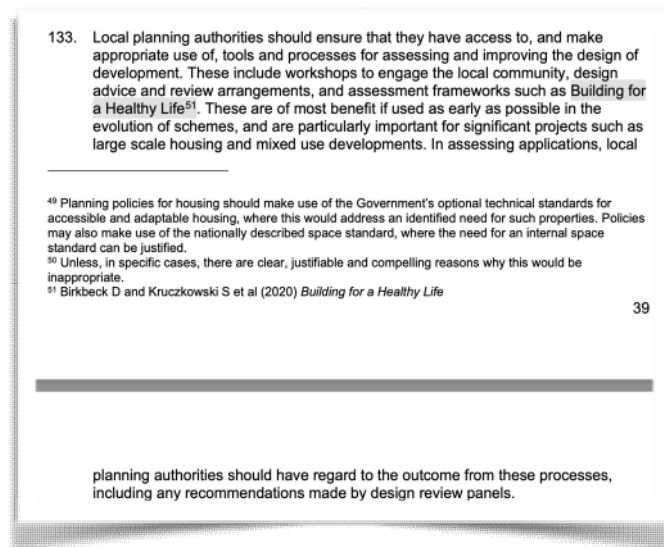 133. Local planning authorities should ensure that they have access to, and make
appropriate use of, tools and processes for assessing and improving the design of
development. These include workshops to engage the local community, design
advice and review arrangements, and assessment frameworks such as Building for
a Healthy Life⁵¹. These are of most benefit if used as early as possible in the
evolution of schemes, and are particularly important for significant projects such as
large scale housing and mixed use developments. In assessing applications, local
⁴⁹ Planning policies for housing should make use of the Government's optional technical standards for
accessible and adaptable housing, where this would address an identified need for such properties. Policies
may also make use of the nationally described space standard, where the need for an internal space
standard can be justified.
⁵⁰ Unless, in specific cases, there are clear, justifiable and compelling reasons why this would be
inappropriate.
⁵¹ Birkbeck D and Kruczkowski S et al (2020) Building for a Healthy Life
39
planning authorities should have regard to the outcome from these processes,
including any recommendations made by design review panels.